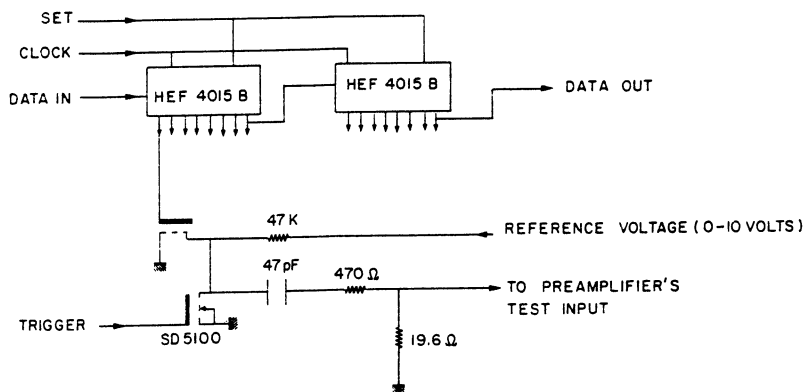 SET
CLOCK
DATA IN
HEF 4015 B
HEF 4015 B
DATA OUT
47K
REFERENCE VOLTAGE (0-10 VOLTS)
47pF
470 Ω
TO PREAMPLIFIER'S
TEST INPUT
TRIGGER
SD 5100
19.6 Ω